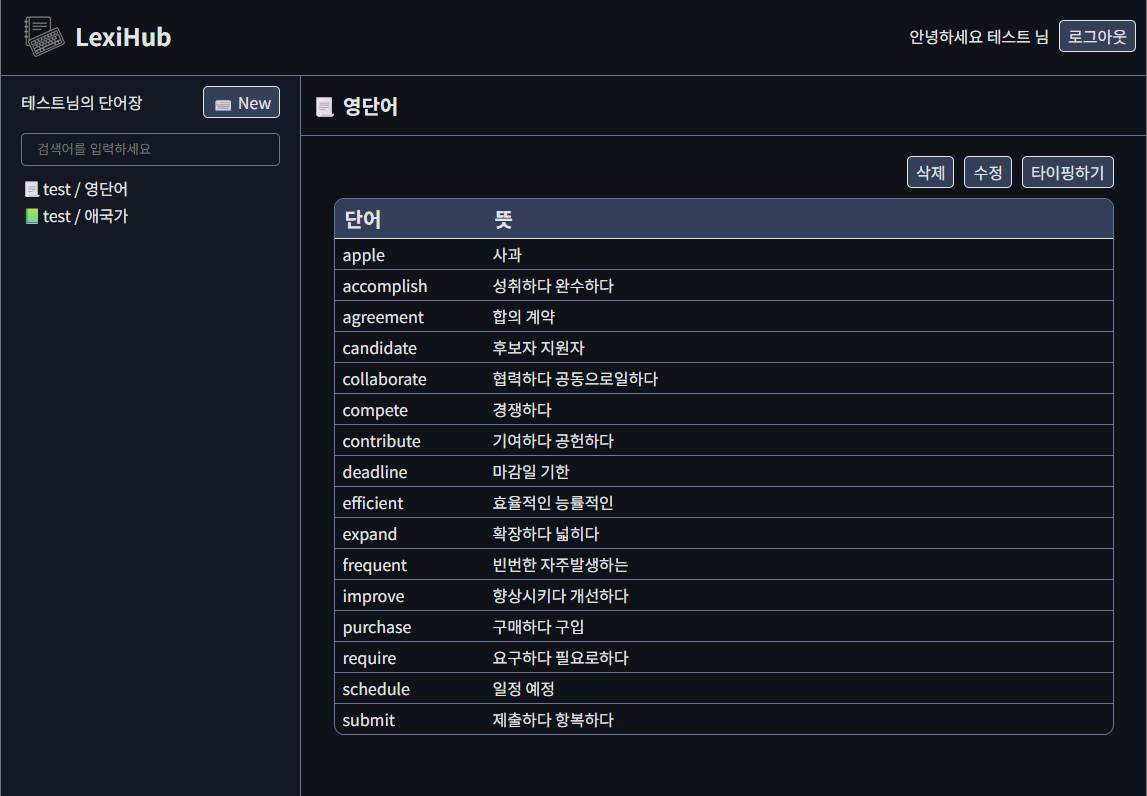 LexiHub
안녕하세요 테스트 님 로그아웃
테스트님의 단어장 New
검색어를 입력하세요
test / 영단어
test / 애국가
영단어
삭제 수정 타이핑하기
단어 뜻
apple 사과
accomplish 성취하다 완수하다
agreement 합의 계약
candidate 후보자 지원자
collaborate 협력하다 공동으로일하다
compete 경쟁하다
contribute 기여하다 공헌하다
deadline 마감일 기한
efficient 효율적인 능률적인
expand 확장하다 넓히다
frequent 빈번한 자주발생하는
improve 향상시키다 개선하다
purchase 구매하다 구입
require 요구하다 필요로하다
schedule 일정 예정
submit 제출하다 항복하다